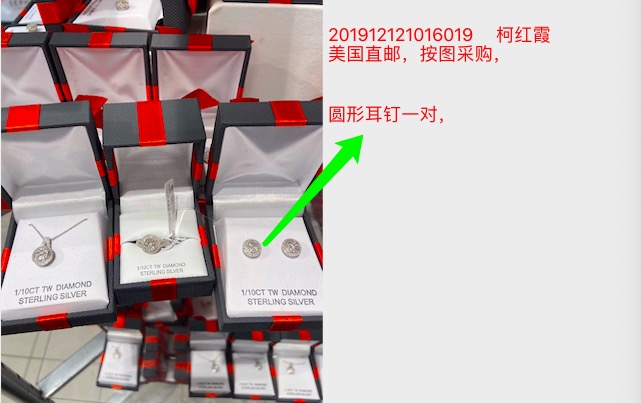 201912121016019 柯红霞
美国直邮，按图采购，
圆形耳钉一对，
1/10CT TW DIAMOND
STERLING SILVER
1/10CT TW DIAMOND
STERLING SILVER
1/10CT TW DIAMOND
STERLING SILVER